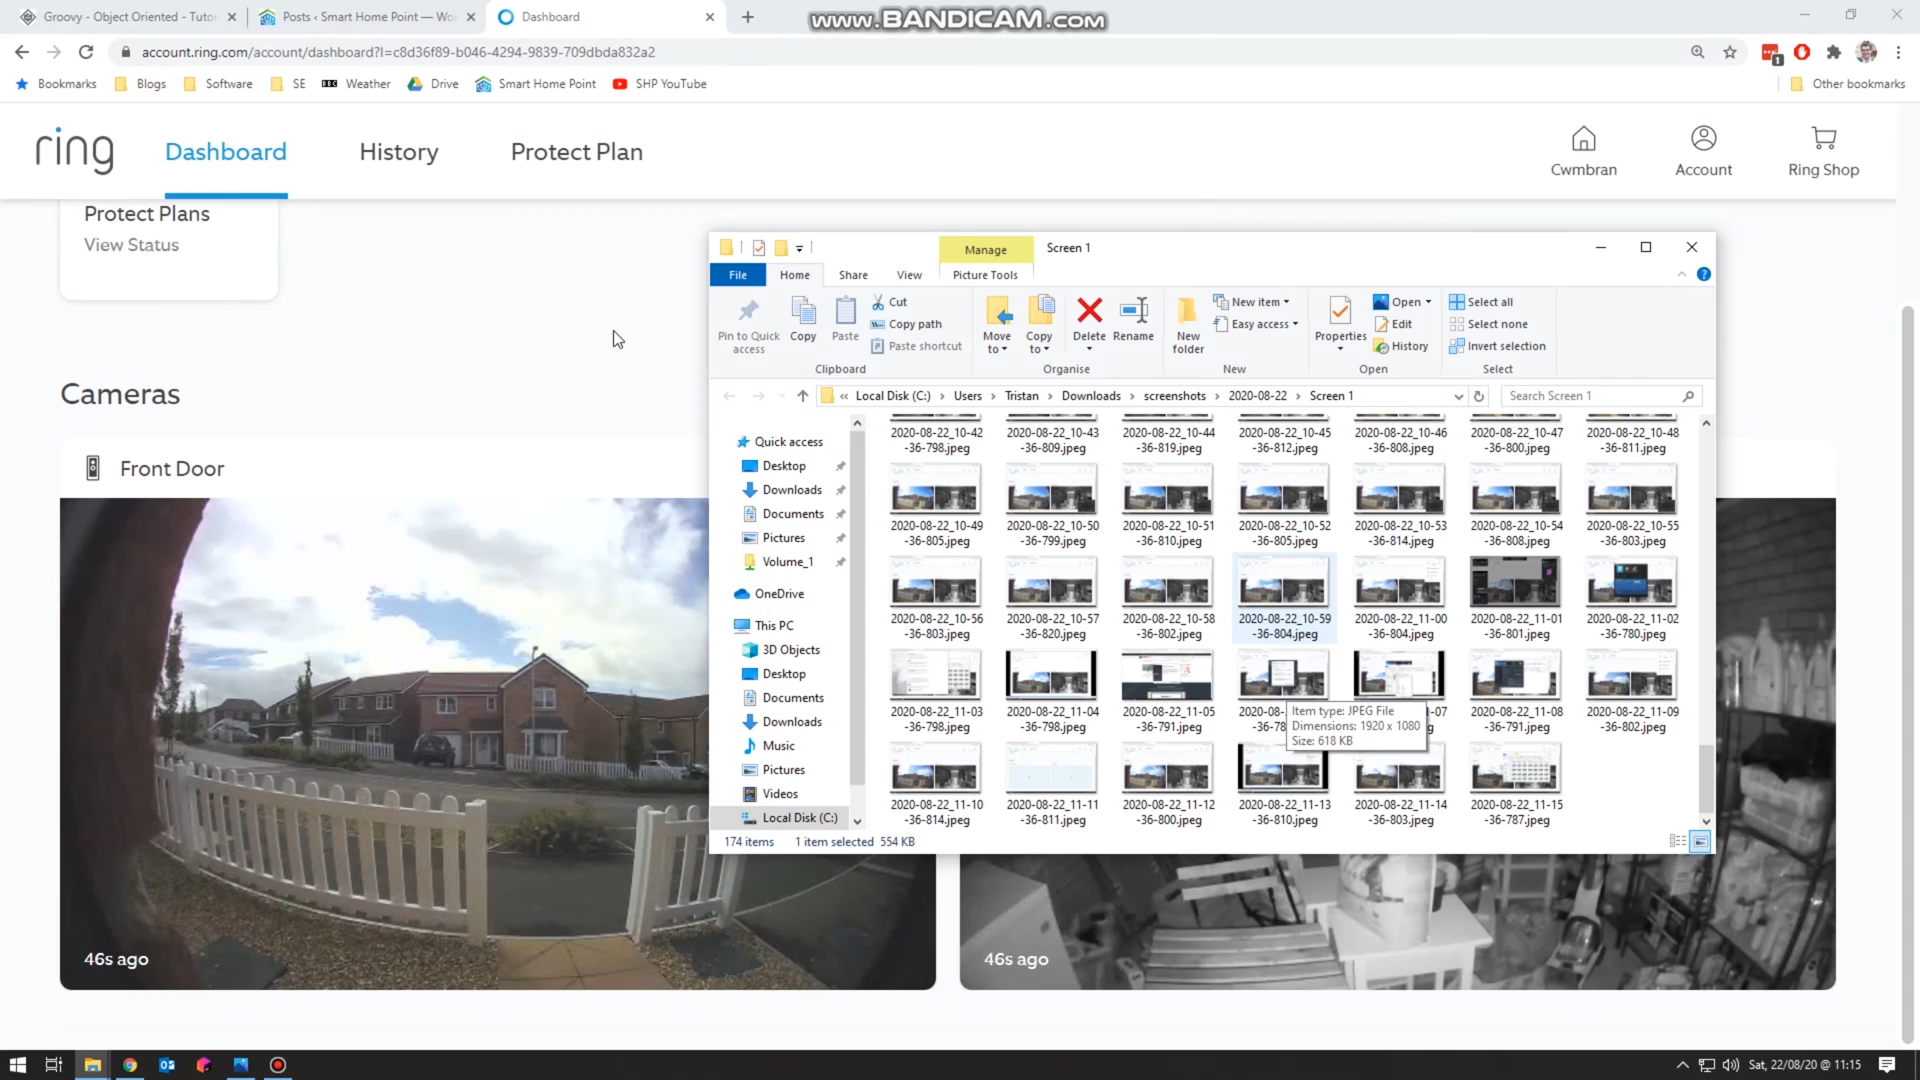 Groovy - Object Oriented - Tutor
Posts ‹ Smart Home Point — Wor
Dashboard
www.BANDICAM.com
account.ring.com/account/dashboard?l=c8d36f89-b046-4294-9839-709dbda832a2
1
Bookmarks
Blogs
Software
SE
BBC Weather
Drive
Smart Home Point
SHP YouTube
Other bookmarks
ring
Dashboard
History
Protect Plan
Cwmbran
Account
Ring Shop
Protect Plans
View Status
Cameras
Front Door
46s ago
46s ago
Manage
Screen 1
File
Home
Share
View
Picture Tools
Pin to Quick
access
Copy
Paste
Cut
Copy path
Paste shortcut
Clipboard
Move
to
Copy
to
Delete
Rename
Organise
New
folder
New item
Easy access
New
Properties
Open
Edit
History
Open
Select all
Select none
Invert selection
Select
« Local Disk (C:) › Users › Tristan › Downloads › screenshots › 2020-08-22 › Screen 1
Search Screen 1
Quick access
Desktop
Downloads
Documents
Pictures
Volume_1
OneDrive
This PC
3D Objects
Desktop
Documents
Downloads
Music
Pictures
Videos
Local Disk (C:)
2020-08-22_10-42 2020-08-22_10-43 2020-08-22_10-44 2020-08-22_10-45 2020-08-22_10-46 2020-08-22_10-47 2020-08-22_10-48
-36-798.jpeg -36-809.jpeg -36-819.jpeg -36-812.jpeg -36-808.jpeg -36-800.jpeg -36-811.jpeg
2020-08-22_10-49 2020-08-22_10-50 2020-08-22_10-51 2020-08-22_10-52 2020-08-22_10-53 2020-08-22_10-54 2020-08-22_10-55
-36-805.jpeg -36-799.jpeg -36-810.jpeg -36-805.jpeg -36-814.jpeg -36-808.jpeg -36-803.jpeg
2020-08-22_10-56 2020-08-22_10-57 2020-08-22_10-58 2020-08-22_10-59 2020-08-22_11-00 2020-08-22_11-01 2020-08-22_11-02
-36-803.jpeg -36-820.jpeg -36-802.jpeg -36-804.jpeg -36-804.jpeg -36-801.jpeg -36-780.jpeg
2020-08-22_11-03 2020-08-22_11-04 2020-08-22_11-05 2020-08- -07 2020-08-22_11-08 2020-08-22_11-09
-36-798.jpeg -36-798.jpeg -36-791.jpeg -36-78 g -36-791.jpeg -36-802.jpeg
Item type: JPEG File
Dimensions: 1920 x 1080
Size: 618 KB
2020-08-22_11-10 2020-08-22_11-11 2020-08-22_11-12 2020-08-22_11-13 2020-08-22_11-14 2020-08-22_11-15
-36-814.jpeg -36-811.jpeg -36-800.jpeg -36-810.jpeg -36-803.jpeg -36-787.jpeg
174 items 1 item selected 554 KB
Sat, 22/08/20 @ 11:15